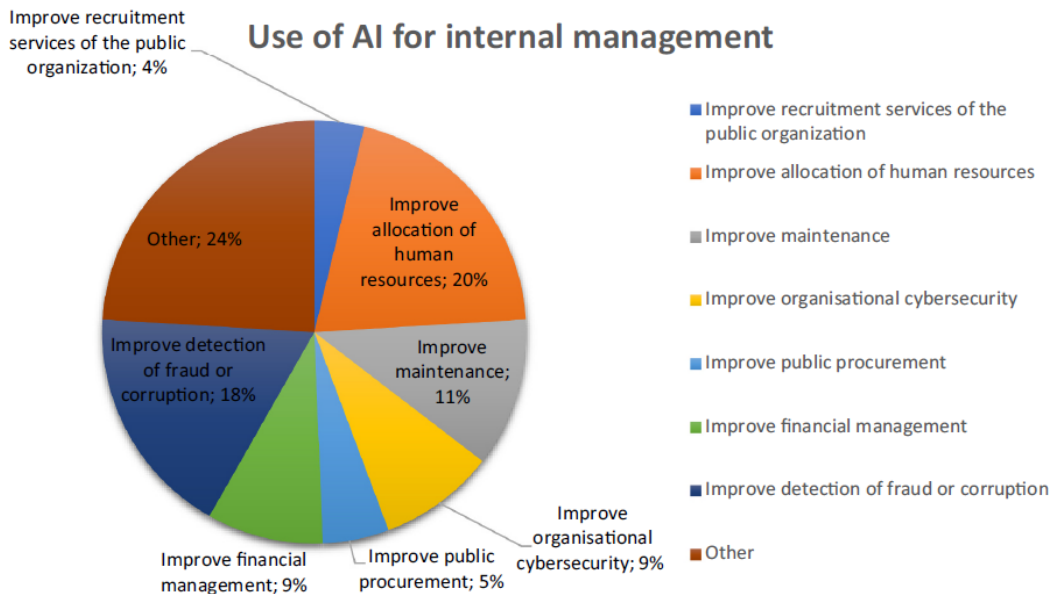 Improve recruitment
services of the public
organization; 4%
Use of AI for internal management
Improve
allocation of
human
resources; 20%
Other; 24%
Improve detection
of fraud or
corruption; 18%
Improve
maintenance;
11%
Improve
organisational
cybersecurity; 9%
Improve public
procurement; 5%
Improve financial
management; 9%
Improve recruitment services of the
public organization
Improve allocation of human resources
Improve maintenance
Improve organisational cybersecurity
Improve public procurement
Improve financial management
Improve detection of fraud or corruption
Other